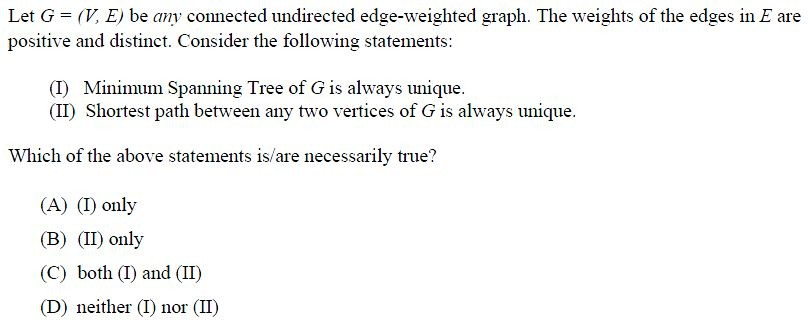 Let G = (V, E) be any connected undirected edge-weighted graph. The weights of the edges in E are
positive and distinct. Consider the following statements:
(I) Minimum Spanning Tree of G is always unique.
(II) Shortest path between any two vertices of G is always unique.
Which of the above statements is/are necessarily true?
(A) (I) only
(B) (II) only
(C) both (I) and (II)
(D) neither (I) nor (II)